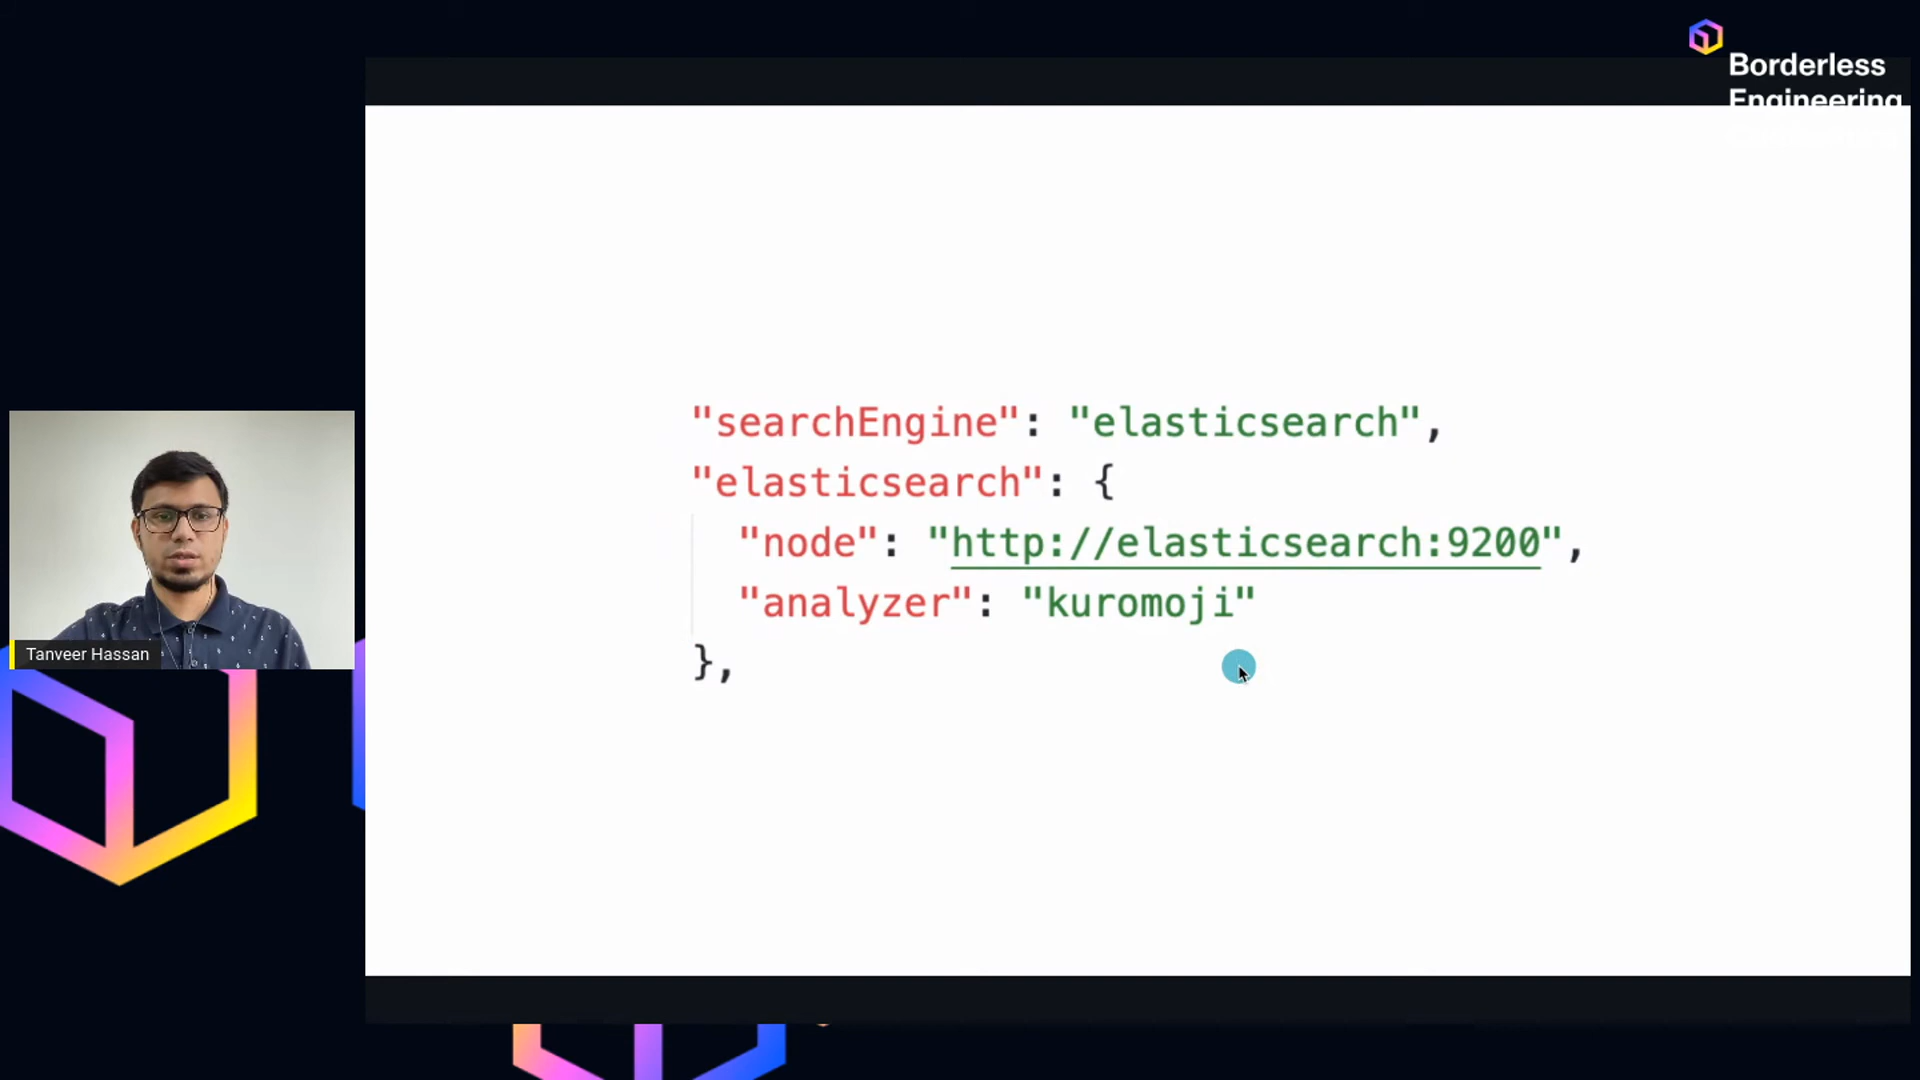 Borderless
Engineering
"searchEngine": "elasticsearch",
"elasticsearch": {
"node": "http://elasticsearch:9200",
"analyzer": "kuromoji"
},
Tanveer Hassan